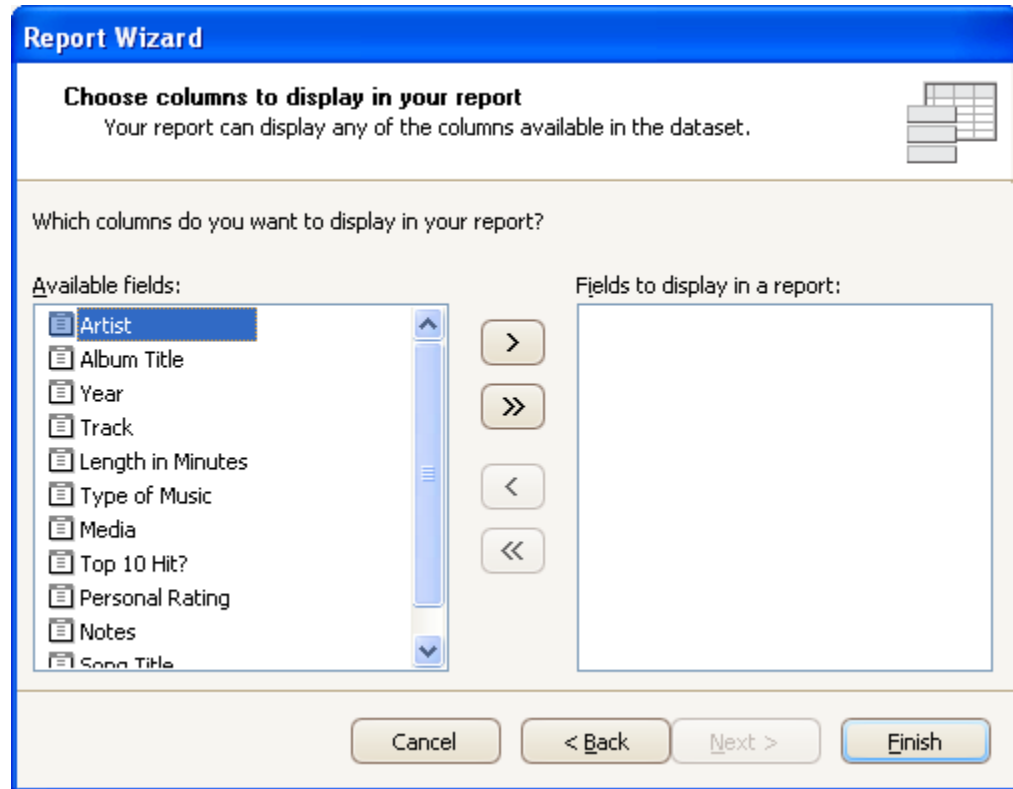 Report Wizard
Choose columns to display in your report
Your report can display any of the columns available in the dataset.
Which columns do you want to display in your report?
Available fields:
Fields to display in a report:
Artist
Album Title
Year
Track
Length in Minutes
Type of Music
Media
Top 10 Hit?
Personal Rating
Notes
Song Title
>
>>
<
<<
Cancel
< Back
Next >
Finish